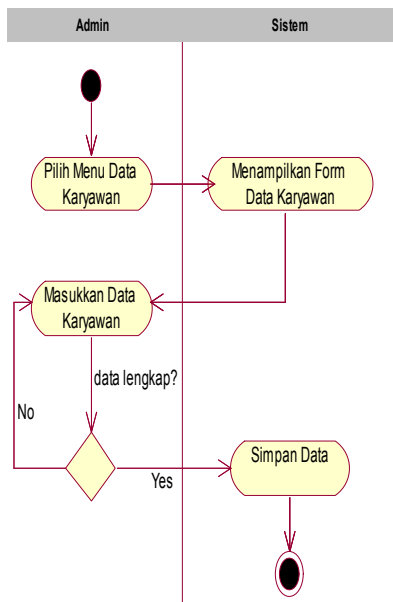 Admin
Sistem
Pilih Menu Data
Karyawan
Menampilkan Form
Data Karyawan
Masukkan Data
Karyawan
data lengkap?
No
Yes
Simpan Data